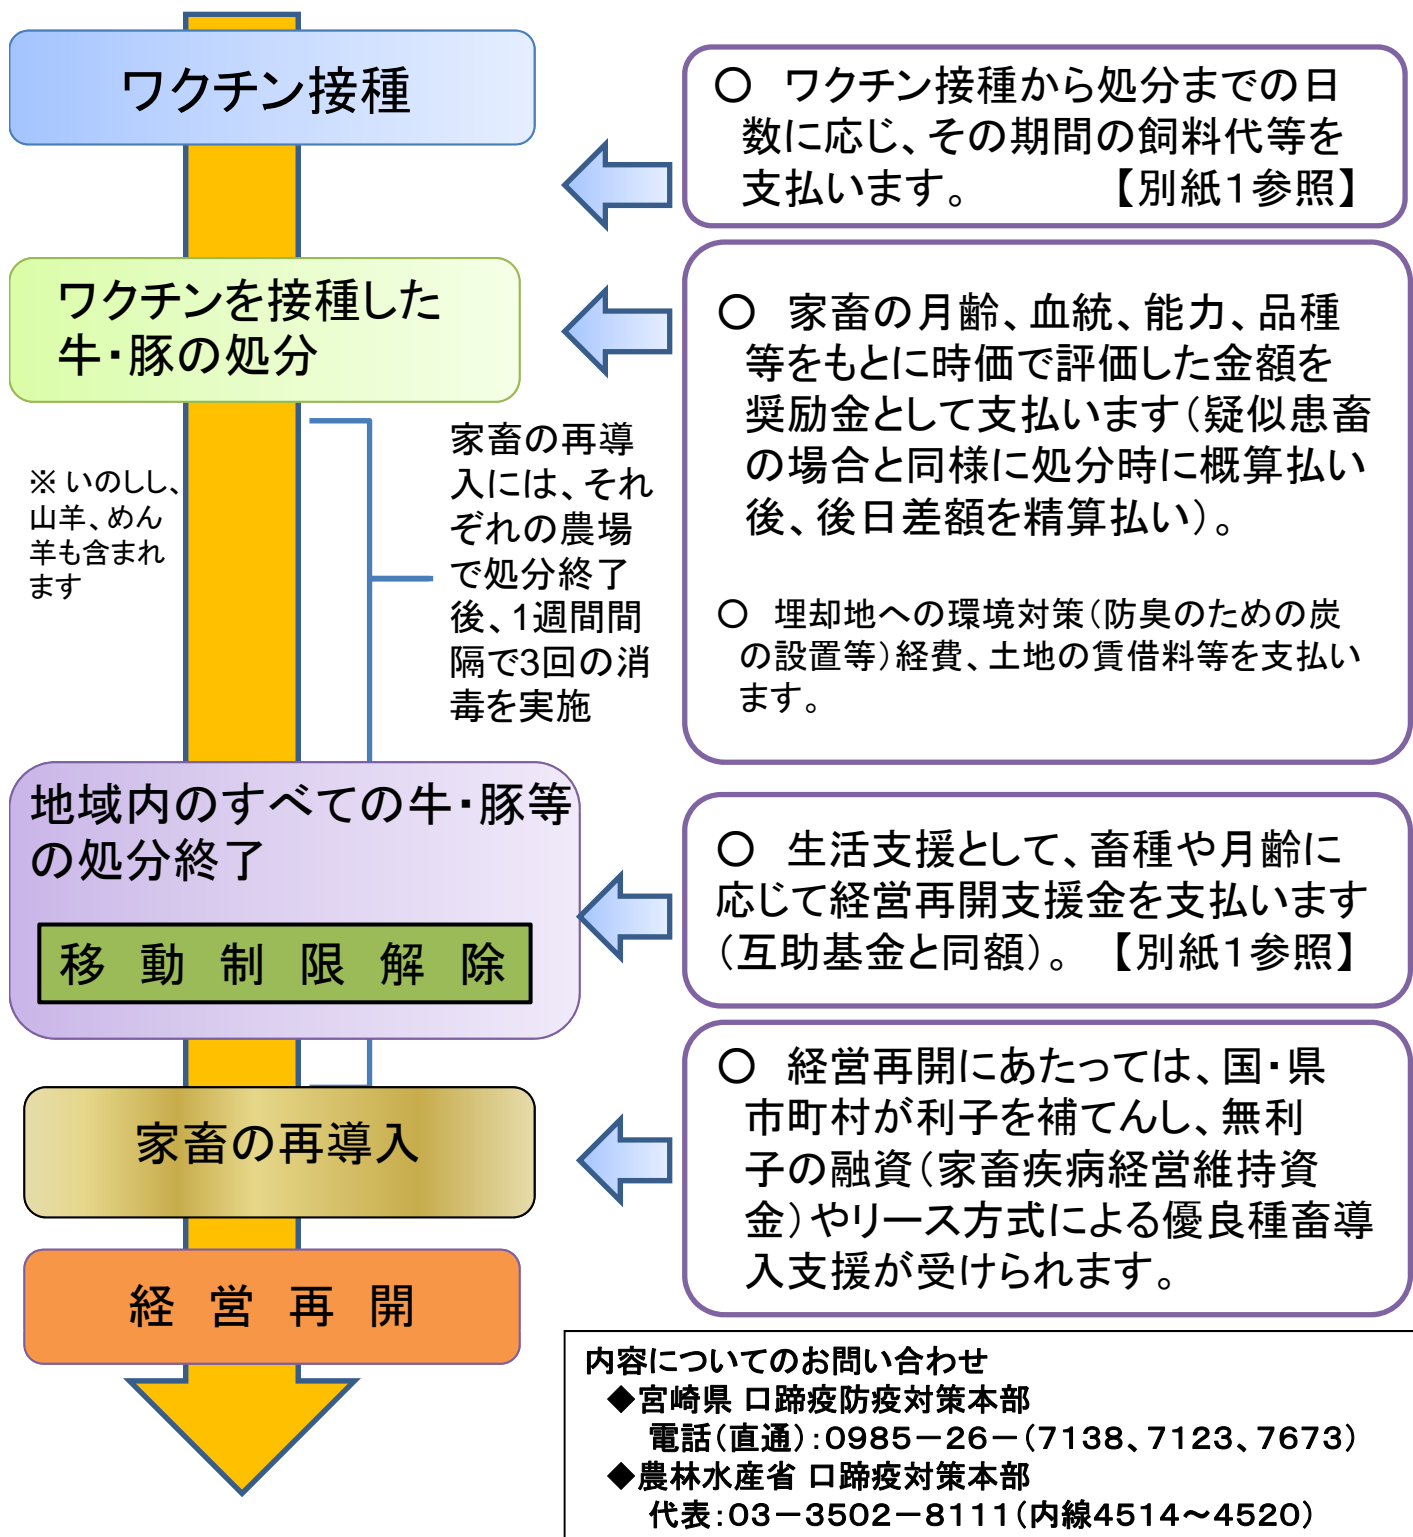 ワクチン接種
○　ワクチン接種から処分までの日
数に応じ、その期間の飼料代等を
支払います。　　　【別紙1参照】
ワクチンを接種した
牛・豚の処分
○　家畜の月齢、血統、能力、品種
等をもとに時価で評価した金額を
奨励金として支払います（疑似患畜
の場合と同様に処分時に概算払い
後、後日差額を精算払い）。
○　埋却地への環境対策（防臭のための炭
の設置等）経費、土地の賃借料等を支払い
ます。
※ いのしし、
山羊、めん
羊も含まれ
ます
家畜の再導
入には、それ
ぞれの農場
で処分終了
後、1週間間
隔で3回の消
毒を実施
地域内のすべての牛・豚等
の処分終了
移　動　制　限　解　除
○　生活支援として、畜種や月齢に
応じて経営再開支援金を支払います
（互助基金と同額）。　【別紙1参照】
家畜の再導入
○　経営再開にあたっては、国・県
市町村が利子を補てんし、無利
子の融資（家畜疾病経営維持資
金）やリース方式による優良種畜導
入支援が受けられます。
経　営　再　開
内容についてのお問い合わせ
◆宮崎県 口蹄疫防疫対策本部
電話（直通）：0985－26－（7138、7123、7673）
◆農林水産省 口蹄疫対策本部
代表：03－3502－8111（内線4514～4520）